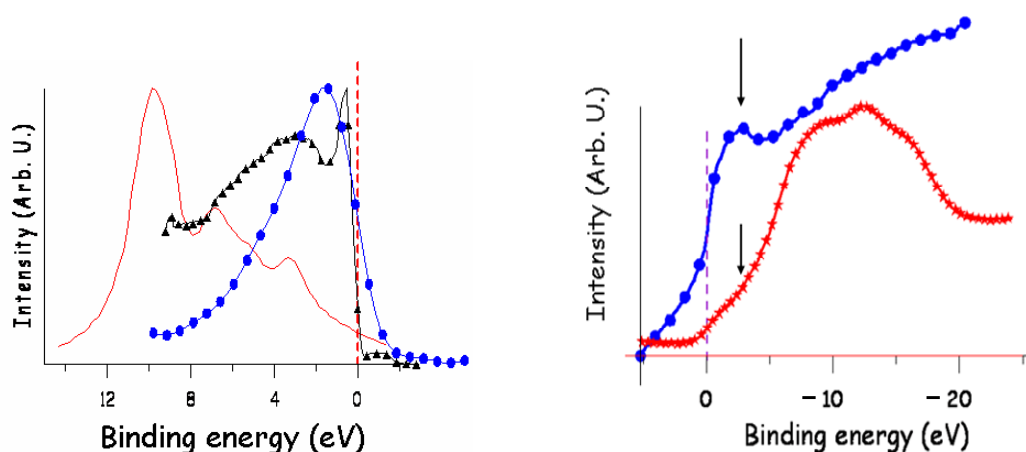 Intensity (Arb. U.)
12 8 4 0
Binding energy (eV)
Intensity (Arb. U.)
0 - 10 - 20
Binding energy (eV)